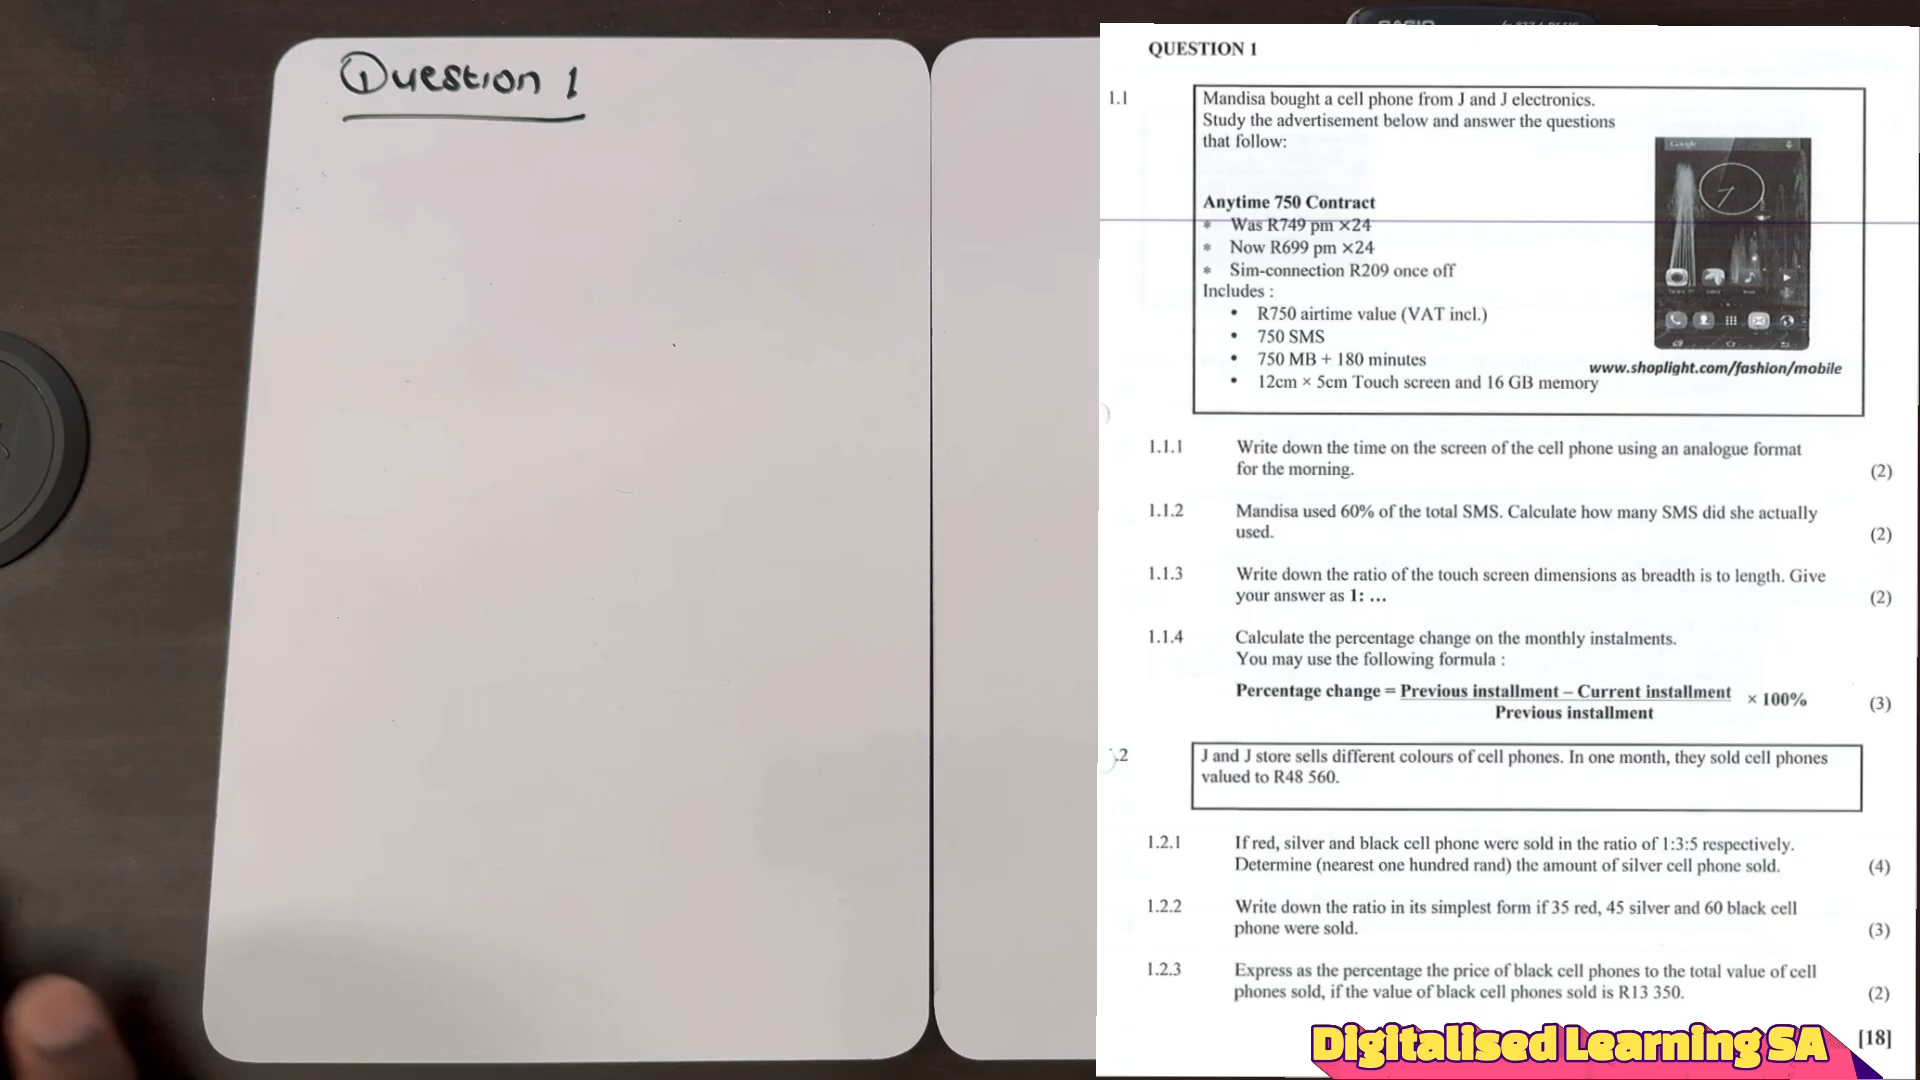 Question 1
QUESTION 1
1.1
Mandisa bought a cell phone from J and J electronics.
Study the advertisement below and answer the questions
that follow:
Anytime 750 Contract
* Was R749 pm ×24
* Now R699 pm ×24
* Sim-connection R209 once off
Includes :
• R750 airtime value (VAT incl.)
• 750 SMS
• 750 MB + 180 minutes
• 12cm × 5cm Touch screen and 16 GB memory
Google
www.shoplight.com/fashion/mobile
1.1.1 Write down the time on the screen of the cell phone using an analogue format
for the morning. (2)
1.1.2 Mandisa used 60% of the total SMS. Calculate how many SMS did she actually
used. (2)
1.1.3 Write down the ratio of the touch screen dimensions as breadth is to length. Give
your answer as 1: ... (2)
1.1.4 Calculate the percentage change on the monthly instalments.
You may use the following formula :
Percentage change = Previous installment – Current installment × 100% (3)
Previous installment
.2 J and J store sells different colours of cell phones. In one month, they sold cell phones
valued to R48 560.
1.2.1 If red, silver and black cell phone were sold in the ratio of 1:3:5 respectively.
Determine (nearest one hundred rand) the amount of silver cell phone sold. (4)
1.2.2 Write down the ratio in its simplest form if 35 red, 45 silver and 60 black cell
phone were sold. (3)
1.2.3 Express as the percentage the price of black cell phones to the total value of cell
phones sold, if the value of black cell phones sold is R13 350. (2)
[18]
Digitalised Learning SA